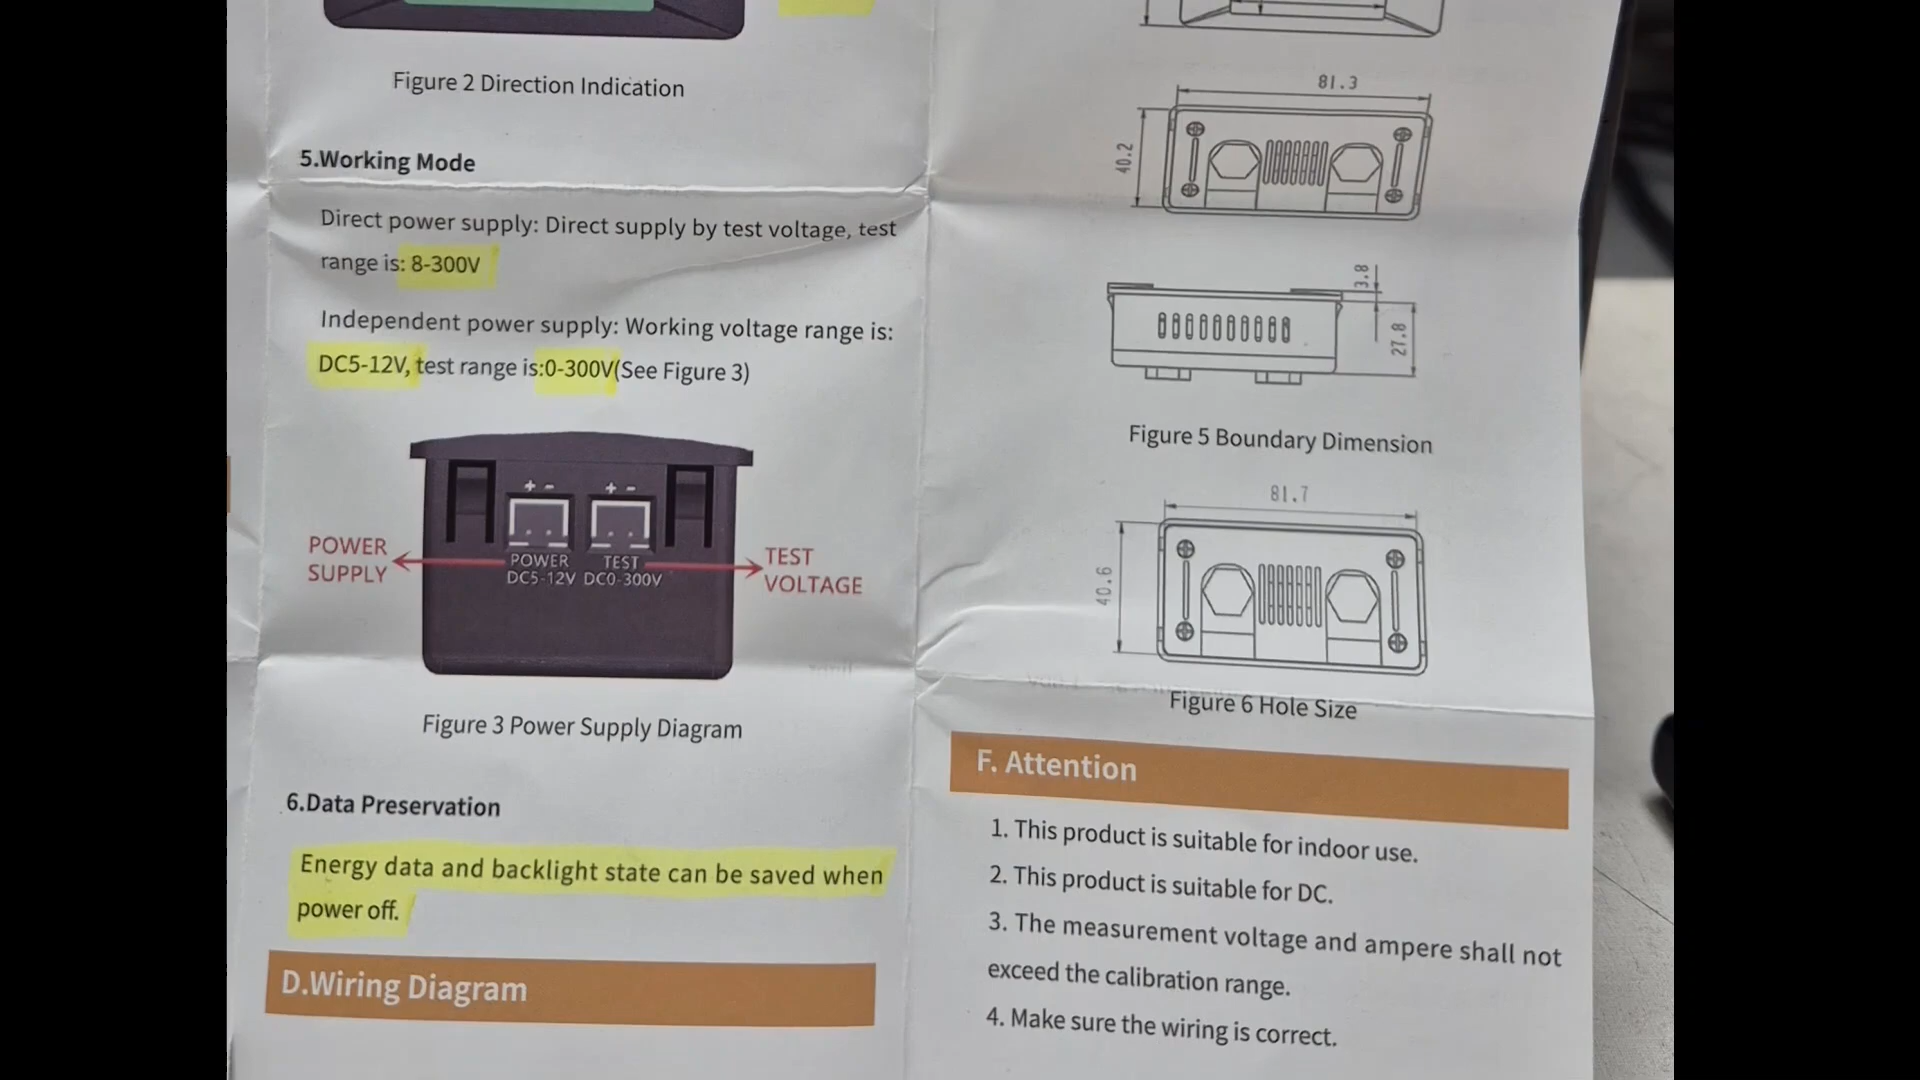 Figure 2 Direction Indication
5.Working Mode
Direct power supply: Direct supply by test voltage, test
range is: 8-300V
Independent power supply: Working voltage range is:
DC5-12V, test range is:0-300V(See Figure 3)
+ - + -
POWER
SUPPLY
POWER
DC5-12V
TEST
DC0-300V
TEST
VOLTAGE
Figure 3 Power Supply Diagram
6.Data Preservation
Energy data and backlight state can be saved when
power off.
D.Wiring Diagram
81.3
40.2
3.8
27.8
Figure 5 Boundary Dimension
81.7
40.6
Figure 6 Hole Size
F. Attention
1. This product is suitable for indoor use.
2. This product is suitable for DC.
3. The measurement voltage and ampere shall not
exceed the calibration range.
4. Make sure the wiring is correct.